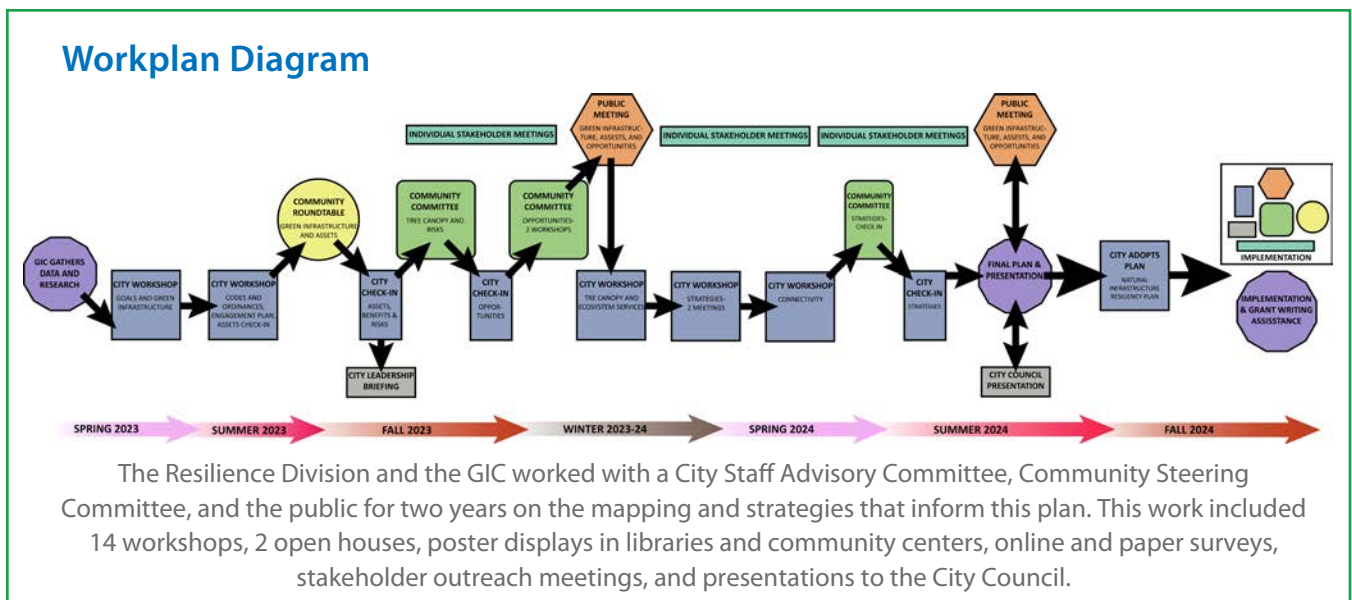 Workplan Diagram
GIC GATHERS
DATA AND
RESEARCH
CITY WORKSHOP
GOALS AND GREEN
INFRASTRUCTURE
CITY WORKSHOP
CODES AND
ORDINANCES,
ENGAGEMENT PLAN,
ASSETS CHECK-IN
COMMUNITY
ROUNDTABLE
GREEN INFRASTRUCTURE
AND ASSETS
CITY
CHECK-IN
ASSETS,
BENEFITS &
RISKS
CITY LEADERSHIP
BRIEFING
INDIVIDUAL STAKEHOLDER MEETINGS
COMMUNITY
COMMITTEE
TREE CANOPY AND
RISKS
CITY
CHECK-IN
OPPOR-
TUNITIES
COMMUNITY
COMMITTEE
OPPORTUNITIES-
2 WORKSHOPS
PUBLIC
MEETING
GREEN INFRASTRUC-
TURE, ASSESTS, AND
OPPORTUNITIES
CITY WORKSHOP
TRE CANOPY AND
ECOSYSTEM SERVICES
INDIVIDUAL STAKEHOLDER MEETINGS
CITY WORKSHOP
STRATEGIES-
2 MEETINGS
CITY WORKSHOP
CONNECTIVITY
INDIVIDUAL STAKEHOLDER MEETINGS
COMMUNITY
COMMITTEE
STRATEGIES-
CHECK IN
CITY
CHECK-IN
STRATEGIES
PUBLIC
MEETING
GREEN INFRASTRUC-
TURE, ASSESTS, AND
OPPORTUNITIES
FINAL PLAN &
PRESENTATION
CITY COUNCIL
PRESENTATION
CITY ADOPTS
PLAN
NATURAL
INFRASTRUCTURE
RESILIENCY PLAN
IMPLEMENTATION
IMPLEMENTATION
& GRANT WRITING
ASSISSTANCE
SPRING 2023
SUMMER 2023
FALL 2023
WINTER 2023-24
SPRING 2024
SUMMER 2024
FALL 2024
The Resilience Division and the GIC worked with a City Staff Advisory Committee, Community Steering
Committee, and the public for two years on the mapping and strategies that inform this plan. This work included
14 workshops, 2 open houses, poster displays in libraries and community centers, online and paper surveys,
stakeholder outreach meetings, and presentations to the City Council.